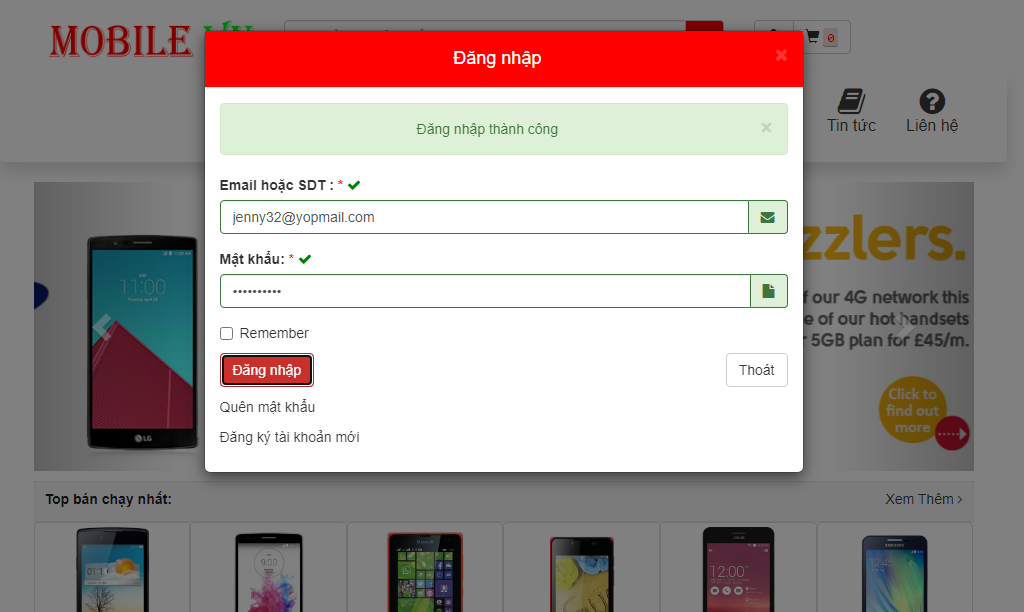 MOBILE
0
Đăng nhập
×
Tin tức
Liên hệ
Đăng nhập thành công
×
Email hoặc SDT : *
jenny32@yopmail.com
Mật khẩu: *
••••••••••
Remember
Đăng nhập
Thoát
Quên mật khẩu
Đăng ký tài khoản mới
11:00
LG
zzlers.
f our 4G network this
e of our hot handsets
5GB plan for £45/m.
Click to
find out
more
Top bán chạy nhất:
Xem Thêm
9:00
12:00